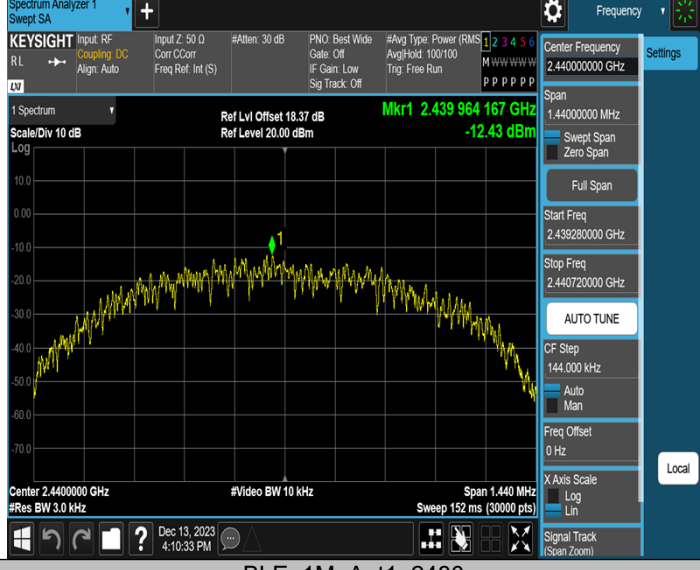 Spectrum Analyzer 1
Swept SA
Frequency
KEYSIGHT
RL
LXI
Input: RF
Coupling: DC
Align: Auto
Input Z: 50 Ω
Corr CCorr
Freq Ref: Int (S)
#Atten: 30 dB
PNO: Best Wide
Gate: Off
IF Gain: Low
Sig Track: Off
#Avg Type: Power (RMS
Avg|Hold: 100/100
Trig: Free Run
1 2 3 4 5 6
M W W W W W
P P P P P P
1 Spectrum
Scale/Div 10 dB
Log
Ref Lvl Offset 18.37 dB
Ref Level 20.00 dBm
Mkr1 2.439 964 167 GHz
-12.43 dBm
1
10.0
0.00
-10.0
-20.0
-30.0
-40.0
-50.0
-60.0
-70.0
Center 2.4400000 GHz
#Res BW 3.0 kHz
#Video BW 10 kHz
Span 1.440 MHz
Sweep 152 ms (30000 pts)
Dec 13, 2023
4:10:33 PM
Center Frequency
2.440000000 GHz
Span
1.44000000 MHz
Swept Span
Zero Span
Full Span
Start Freq
2.439280000 GHz
Stop Freq
2.440720000 GHz
AUTO TUNE
CF Step
144.000 kHz
Auto
Man
Freq Offset
0 Hz
X Axis Scale
Log
Lin
Signal Track
(Span Zoom)
Settings
Local